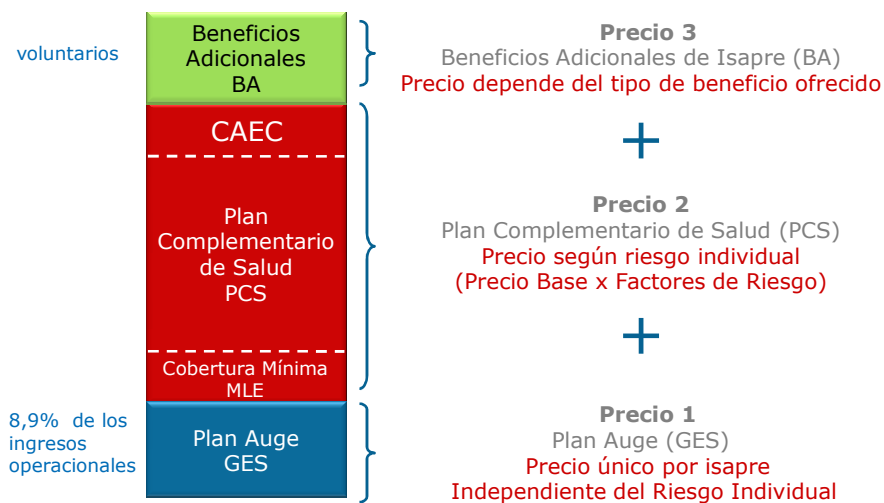 voluntarios
Beneficios
Adicionales
BA
Precio 3
Beneficios Adicionales de Isapre (BA)
Precio depende del tipo de beneficio ofrecido
+
CAEC
Plan
Complementario
de Salud
PCS
Cobertura Mínima
MLE
Precio 2
Plan Complementario de Salud (PCS)
Precio según riesgo individual
(Precio Base x Factores de Riesgo)
+
8,9% de los
ingresos
operacionales
Plan Auge
GES
Precio 1
Plan Auge (GES)
Precio único por isapre
Independiente del Riesgo Individual